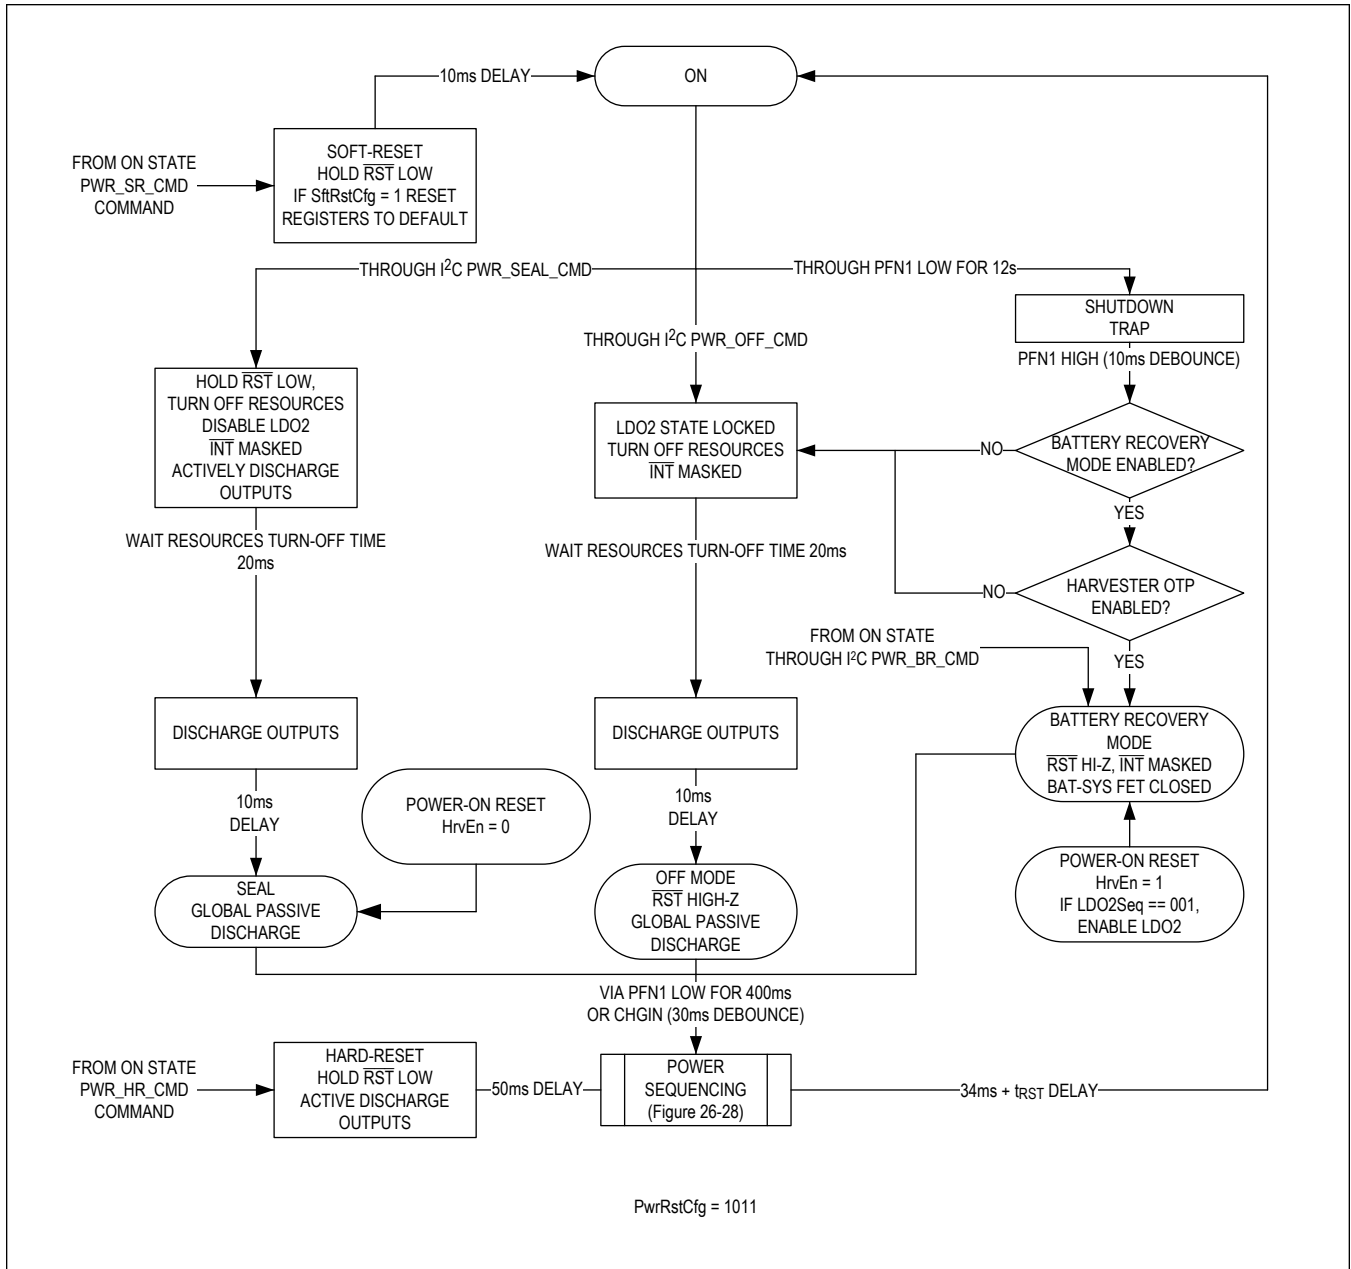 10ms DELAY
ON
FROM ON STATE
PWR_SR_CMD
COMMAND
SOFT-RESET
HOLD RST LOW
IF SftRstCfg = 1 RESET
REGISTERS TO DEFAULT
THROUGH I2C PWR_SEAL_CMD
THROUGH PFN1 LOW FOR 12s
SHUTDOWN
TRAP
THROUGH I2C PWR_OFF_CMD
PFN1 HIGH (10ms DEBOUNCE)
HOLD RST LOW,
TURN OFF RESOURCES
DISABLE LDO2
INT MASKED
ACTIVELY DISCHARGE
OUTPUTS
LDO2 STATE LOCKED
TURN OFF RESOURCES
INT MASKED
NO
BATTERY RECOVERY
MODE ENABLED?
YES
WAIT RESOURCES TURN-OFF TIME
20ms
WAIT RESOURCES TURN-OFF TIME 20ms
NO
HARVESTER OTP
ENABLED?
FROM ON STATE
THROUGH I2C PWR_BR_CMD
YES
DISCHARGE OUTPUTS
DISCHARGE OUTPUTS
BATTERY RECOVERY
MODE
RST HI-Z, INT MASKED
BAT-SYS FET CLOSED
10ms
DELAY
POWER-ON RESET
HrvEn = 0
10ms
DELAY
POWER-ON RESET
HrvEn = 1
IF LDO2Seq == 001,
ENABLE LDO2
SEAL
GLOBAL PASSIVE
DISCHARGE
OFF MODE
RST HIGH-Z
GLOBAL PASSIVE
DISCHARGE
VIA PFN1 LOW FOR 400ms
OR CHGIN (30ms DEBOUNCE)
FROM ON STATE
PWR_HR_CMD
COMMAND
HARD-RESET
HOLD RST LOW
ACTIVE DISCHARGE
OUTPUTS
50ms DELAY
POWER
SEQUENCING
(Figure 26-28)
34ms + tRST DELAY
PwrRstCfg = 1011